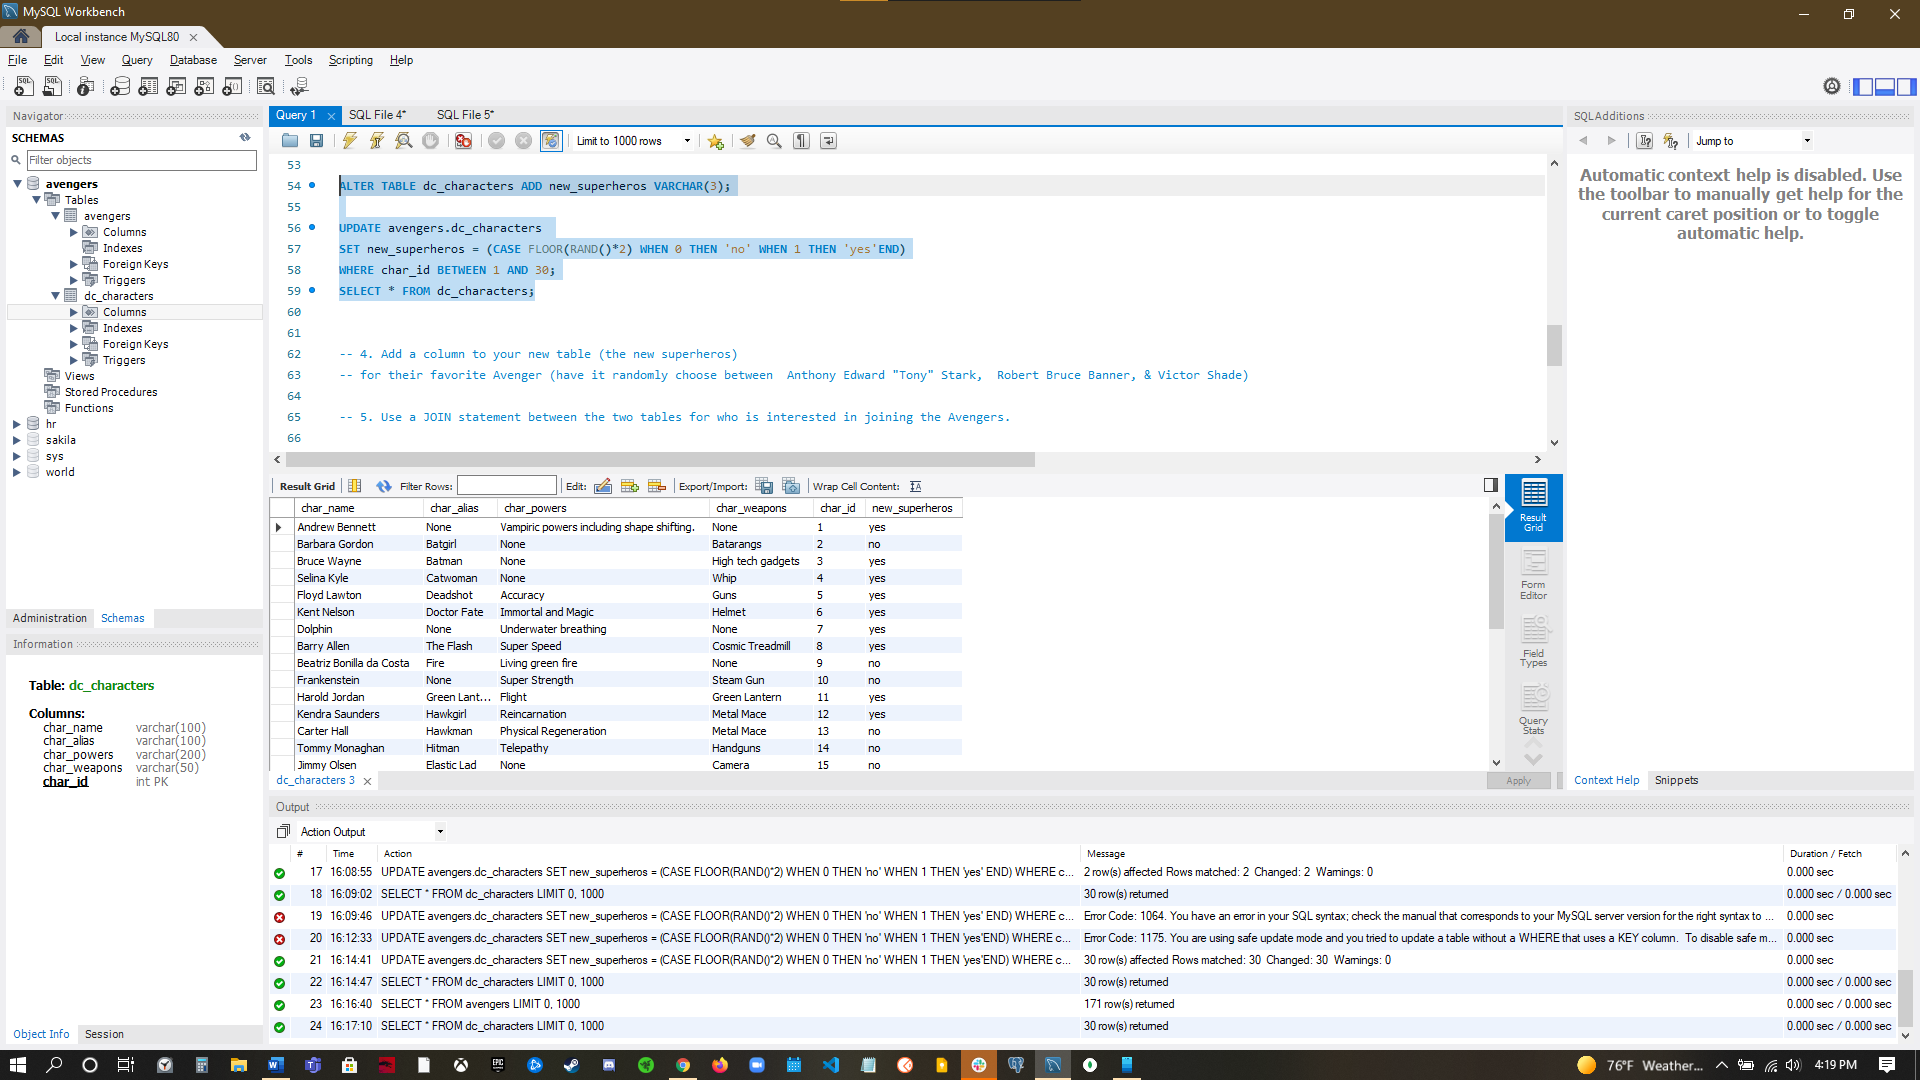 MySQL Workbench
Local instance MySQL80
File Edit View Query Database Server Tools Scripting Help
Navigator
SCHEMAS
Filter objects
avengers
Tables
avengers
Columns
Indexes
Foreign Keys
Triggers
dc_characters
Columns
Indexes
Foreign Keys
Triggers
Views
Stored Procedures
Functions
hr
sakila
sys
world
Administration Schemas
Information
Table: dc_characters
Columns:
char_name varchar(100)
char_alias varchar(100)
char_powers varchar(200)
char_weapons varchar(50)
char_id int PK
Object Info Session
Query 1 SQL File 4* SQL File 5*
Limit to 1000 rows
53
54 ALTER TABLE dc_characters ADD new_superheros VARCHAR(3);
55
56 UPDATE avengers.dc_characters
57 SET new_superheros = (CASE FLOOR(RAND()*2) WHEN 0 THEN 'no' WHEN 1 THEN 'yes'END)
58 WHERE char_id BETWEEN 1 AND 30;
59 SELECT * FROM dc_characters;
60
61
62 -- 4. Add a column to your new table (the new superheros)
63 -- for their favorite Avenger (have it randomly choose between  Anthony Edward "Tony" Stark,  Robert Bruce Banner, & Victor Shade)
64
65 -- 5. Use a JOIN statement between the two tables for who is interested in joining the Avengers.
66
Result Grid Filter Rows: Edit: Export/Import: Wrap Cell Content:
char_name char_alias char_powers char_weapons char_id new_superheros
Andrew Bennett None Vampiric powers including shape shifting. None 1 yes
Barbara Gordon Batgirl None Batarangs 2 no
Bruce Wayne Batman None High tech gadgets 3 yes
Selina Kyle Catwoman None Whip 4 yes
Floyd Lawton Deadshot Accuracy Guns 5 yes
Kent Nelson Doctor Fate Immortal and Magic Helmet 6 yes
Dolphin None Underwater breathing None 7 yes
Barry Allen The Flash Super Speed Cosmic Treadmill 8 yes
Beatriz Bonilla da Costa Fire Living green fire None 9 no
Frankenstein None Super Strength Steam Gun 10 no
Harold Jordan Green Lant... Flight Green Lantern 11 yes
Kendra Saunders Hawkgirl Reincarnation Metal Mace 12 yes
Carter Hall Hawkman Physical Regeneration Metal Mace 13 no
Tommy Monaghan Hitman Telepathy Handguns 14 no
Jimmy Olsen Elastic Lad None Camera 15 no
dc_characters 3
Apply
Result Grid
Form Editor
Field Types
Query Stats
SQLAdditions
Jump to
Automatic context help is disabled. Use
the toolbar to manually get help for the
current caret position or to toggle
automatic help.
Context Help Snippets
Output
Action Output
# Time Action Message Duration / Fetch
17 16:08:55 UPDATE avengers.dc_characters SET new_superheros = (CASE FLOOR(RAND()*2) WHEN 0 THEN 'no' WHEN 1 THEN 'yes' END) WHERE c... 2 row(s) affected Rows matched: 2 Changed: 2 Warnings: 0 0.000 sec
18 16:09:02 SELECT * FROM dc_characters LIMIT 0, 1000 30 row(s) returned 0.000 sec / 0.000 sec
19 16:09:46 UPDATE avengers.dc_characters SET new_superheros = (CASE FLOOR(RAND()*2) WHEN 0 THEN 'no' WHEN 1 THEN 'yes' END) WHERE c... Error Code: 1064. You have an error in your SQL syntax; check the manual that corresponds to your MySQL server version for the right syntax to ... 0.000 sec
20 16:12:33 UPDATE avengers.dc_characters SET new_superheros = (CASE FLOOR(RAND()*2) WHEN 0 THEN 'no' WHEN 1 THEN 'yes'END) WHERE c... Error Code: 1175. You are using safe update mode and you tried to update a table without a WHERE that uses a KEY column.  To disable safe m... 0.000 sec
21 16:14:41 UPDATE avengers.dc_characters SET new_superheros = (CASE FLOOR(RAND()*2) WHEN 0 THEN 'no' WHEN 1 THEN 'yes'END) WHERE c... 30 row(s) affected Rows matched: 30 Changed: 30 Warnings: 0 0.000 sec
22 16:14:47 SELECT * FROM dc_characters LIMIT 0, 1000 30 row(s) returned 0.000 sec / 0.000 sec
23 16:16:40 SELECT * FROM avengers LIMIT 0, 1000 171 row(s) returned 0.000 sec / 0.000 sec
24 16:17:10 SELECT * FROM dc_characters LIMIT 0, 1000 30 row(s) returned 0.000 sec / 0.000 sec
76°F Weather... 4:19 PM